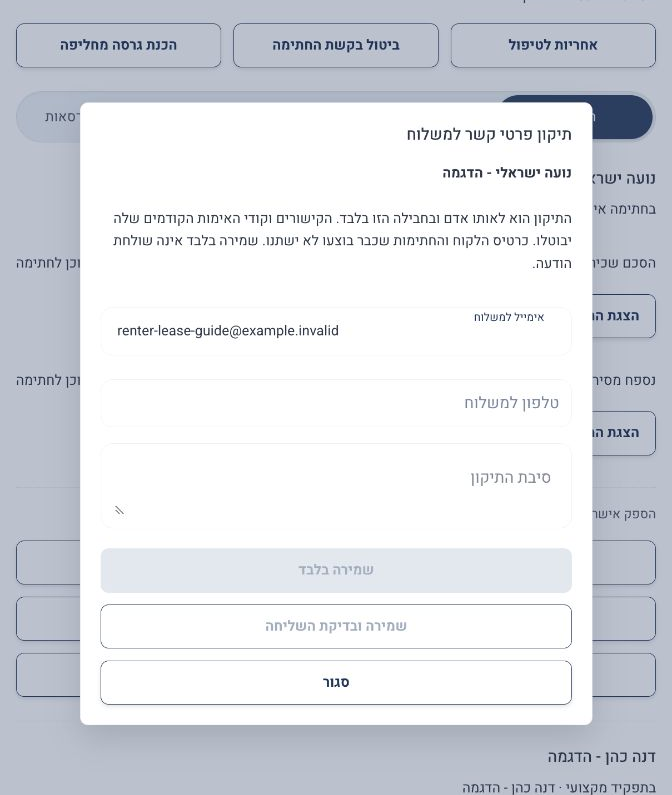 אחריות לטיפול
ביטול בקשת החתימה
הכנת גרסה מחליפה
תיקון פרטי קשר למשלוח
נועה ישראלי - הדגמה
התיקון הוא לאותו אדם ובחבילה הזו בלבד. הקישורים וקודי האימות הקודמים שלה
יבוטלו. כרטיס הלקוח והחתימות שכבר בוצעו לא ישתנו. שמירה בלבד אינה שולחת
הודעה.
אימייל למשלוח
renter-lease-guide@example.invalid
טלפון למשלוח
סיבת התיקון
שמירה בלבד
שמירה ובדיקת השליחה
סגור
הצגת
הצגת
דנה כהן - הדגמה
בתפקיד מקצועי · דנה כהן - הדגמה